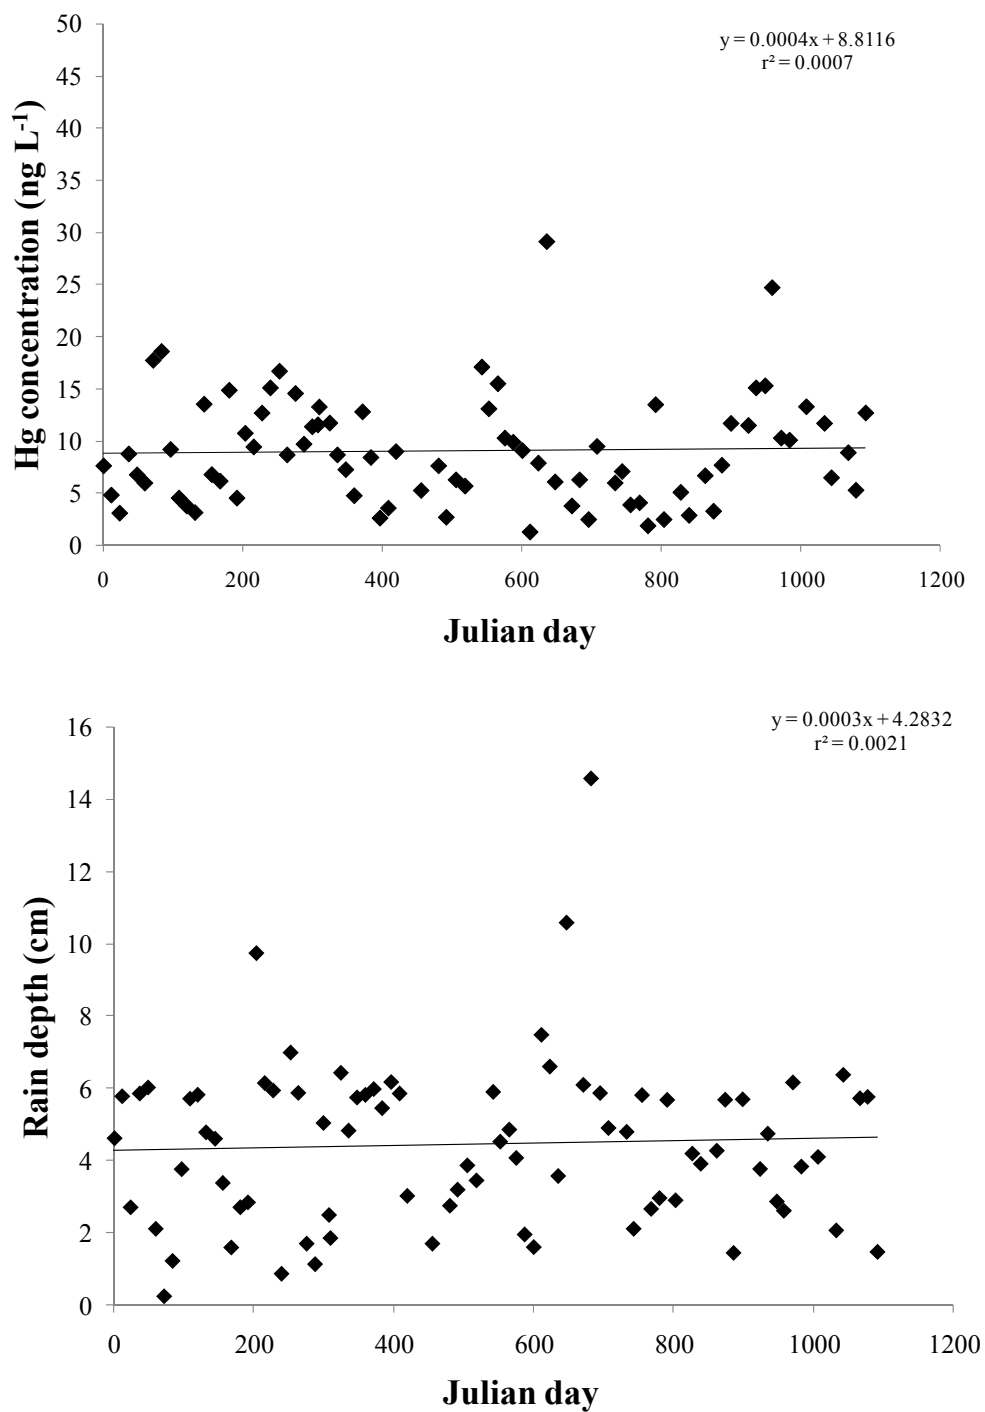 y = 0.0004x + 8.8116
r² = 0.0007
Hg concentration (ng L⁻¹)
50
45
40
35
30
25
20
15
10
5
0
0 200 400 600 800 1000 1200
Julian day
y = 0.0003x + 4.2832
r² = 0.0021
Rain depth (cm)
16
14
12
10
8
6
4
2
0
0 200 400 600 800 1000 1200
Julian day